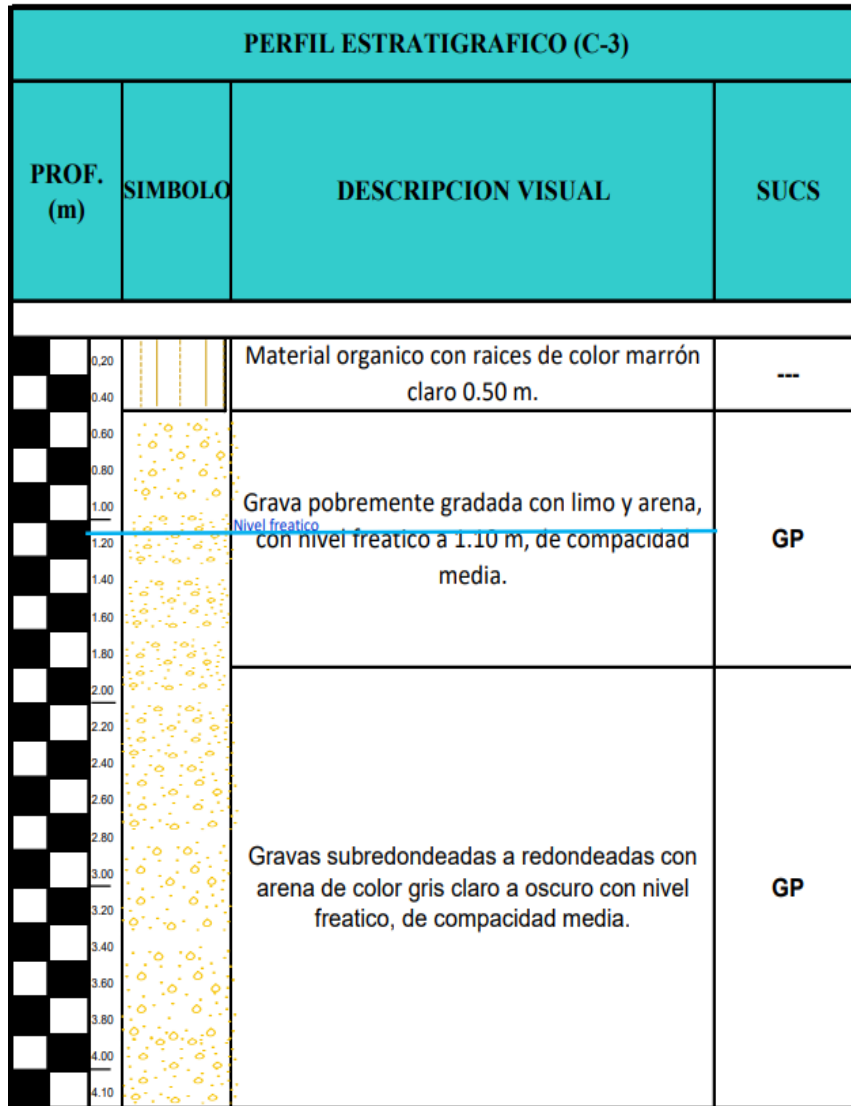 PERFIL ESTRATIGRAFICO (C-3)
PROF.
(m)
SIMBOLO
DESCRIPCION VISUAL
SUCS
0,20
0.40
Material organico con raices de color marrón
claro 0.50 m.
---
0.60
0.80
1.00
1.20
1.40
1.60
1.80
Grava pobremente gradada con limo y arena,
Nivel freatico
con nivel freatico a 1.10 m, de compacidad
media.
GP
2.00
2.20
2.40
2.60
2.80
3.00
3.20
3.40
3.60
3.80
4.00
4.10
Gravas subredondeadas a redondeadas con
arena de color gris claro a oscuro con nivel
freatico, de compacidad media.
GP